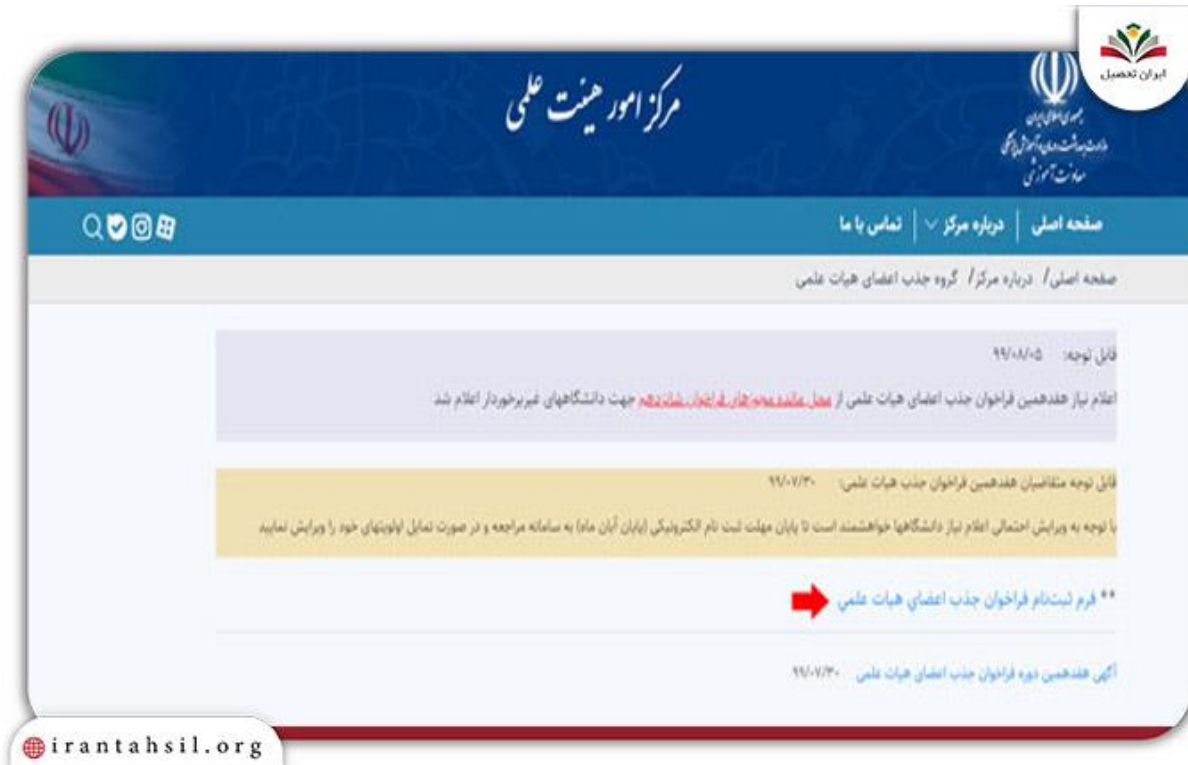 ایران تحصیل
مرکز امور هیئت علمی
جمهوری اسلامی ایران
وزارت بهداشت، درمان و آموزش پزشکی
معاونت آموزشی
صفحه اصلی | درباره مرکز | تماس با ما
صفحه اصلی/ درباره مرکز/ گروه جذب اعضای هیات علمی
قابل توجه: ۹۹/۰۸/۰۵
اعلام نیاز هفدهمین فراخوان جذب اعضای هیات علمی از محل مانده مجوزهای فراخوان شانزدهم جهت دانشگاههای غیربرخوردار اعلام شد
قابل توجه متقاضیان هفدهمین فراخوان جذب هیات علمی: ۹۹/۰۷/۳۰
با توجه به ویرایش احتمالی اعلام نیاز دانشگاهها خواهشمند است تا پایان مهلت ثبت نام الکترونیکی (پایان آبان ماه) به سامانه مراجعه و در صورت تمایل اولویتهای خود را ویرایش نمایید
** فرم ثبت‌نام فراخوان جذب اعضاي هيات علمي
آگهی هفدهمین دوره فراخوان جذب اعضای هیات علمی ۹۹/۰۷/۳۰
irantahsil.org